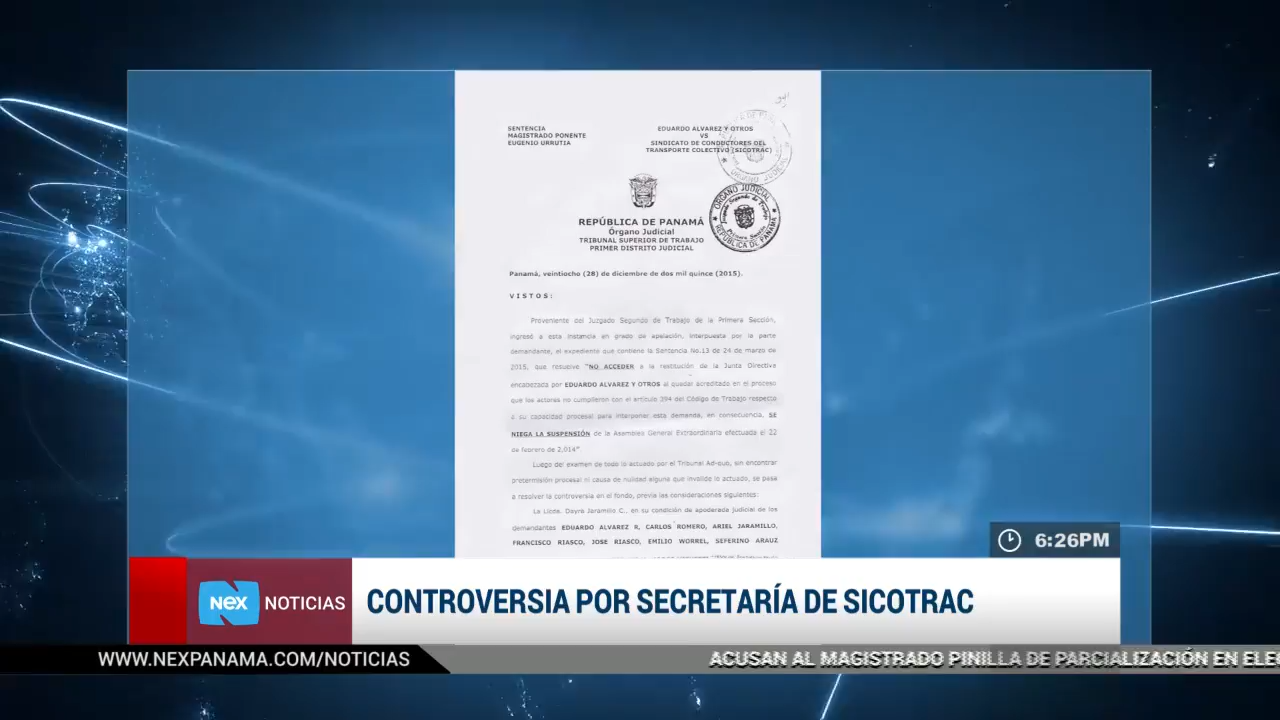 SENTENCIA
MAGISTRADO PONENTE
EUGENIO URRUTIA
EDUARDO ALVAREZ Y OTROS
VS
SINDICATO DE CONDUCTORES DEL
TRANSPORTE COLECTIVO (SICOTRAC)
ÓRGANO JUDICIAL
REPÚBLICA DE PANAMÁ
REPÚBLICA DE PANAMÁ
Órgano Judicial
TRIBUNAL SUPERIOR DE TRABAJO
PRIMER DISTRITO JUDICIAL
Panamá, veintiocho (28) de diciembre de dos mil quince (2015).
VISTOS:
Proveniente del Juzgado Segundo de Trabajo de la Primera Sección,
ingresó a esta instancia en grado de apelación, interpuesta por la parte
demandante, el expediente que contiene la Sentencia No.13 de 24 de marzo de
2015, que resuelve "NO ACCEDER a la restitución de la Junta Directiva
encabezada por EDUARDO ALVAREZ Y OTROS al quedar acreditado en el proceso
que los actores no cumplieron con el artículo 394 del Código de Trabajo respecto
a su capacidad procesal para interponer esta demanda, en consecuencia, SE
NIEGA LA SUSPENSIÓN de la Asamblea General Extraordinario efectuada el 22
de febrero de 2,014"
Luego del examen de todo lo actuado por el Tribunal Ad-quo, sin encontrar
pretermisión procesal ni causa de nulidad alguna que invalide lo actuado, se pasa
a resolver la controversia en el fondo, previa las consideraciones siguientes:
La Licda. Dayra Jaramillo C., en su condición de apoderada judicial de los
demandantes EDUARDO ALVAREZ R, CARLOS ROMERO, ARIEL JARAMILLO,
FRANCISCO RIASCO, JOSE RIASCO, EMILIO WORREL, SEFERINO ARAUZ
6:26PM
nex NOTICIAS
CONTROVERSIA POR SECRETARÍA DE SICOTRAC
WWW.NEXPANAMA.COM/NOTICIAS
ACUSAN AL MAGISTRADO PINILLA DE PARCIALIZACIÓN EN ELEC